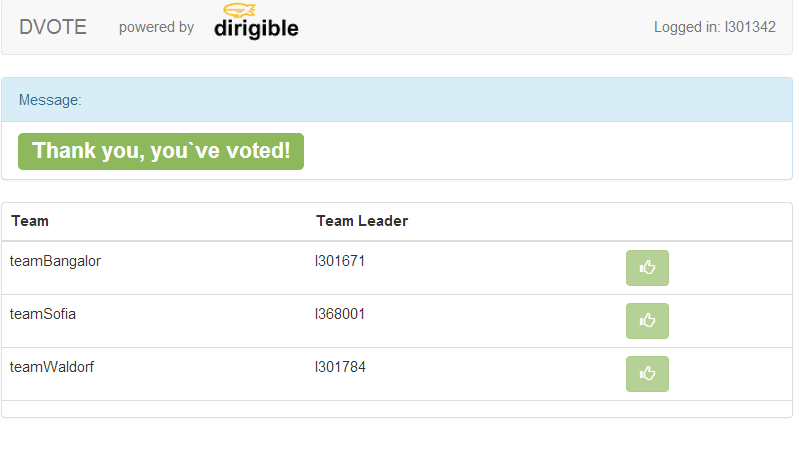 DVOTE powered by dirigible Logged in: I301342
Message:
Thank you, you`ve voted!
Team Team Leader
teamBangalor I301671
teamSofia I368001
teamWaldorf I301784